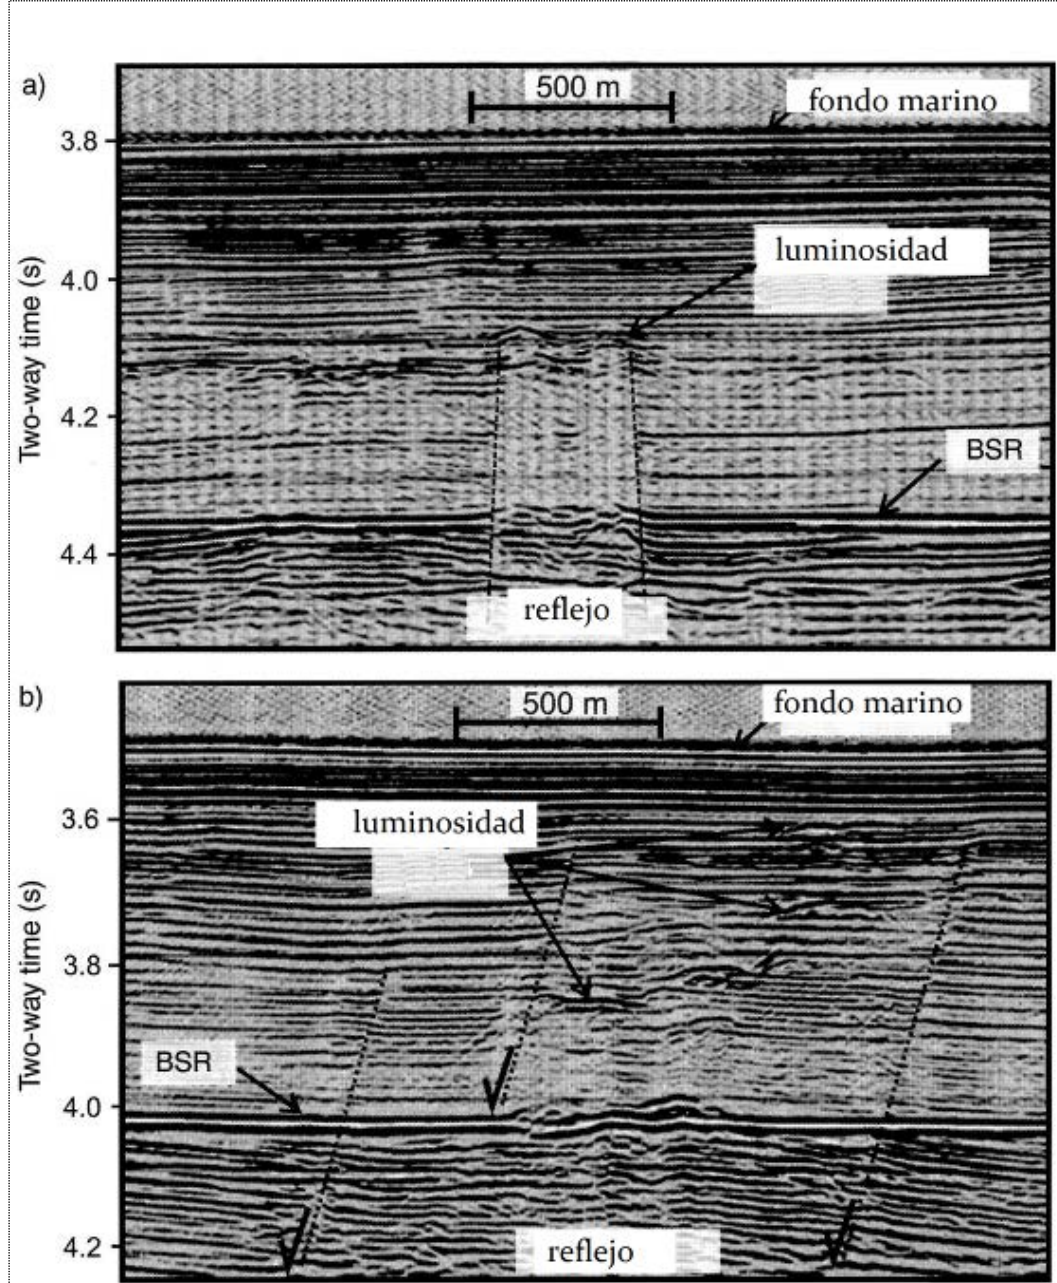 a)
500 m
fondo marino
3.8
luminosidad
4.0
Two-way time (s)
4.2
BSR
4.4
reflejo
b)
500 m
fondo marino
3.6
luminosidad
Two-way time (s)
3.8
BSR
4.0
4.2
reflejo